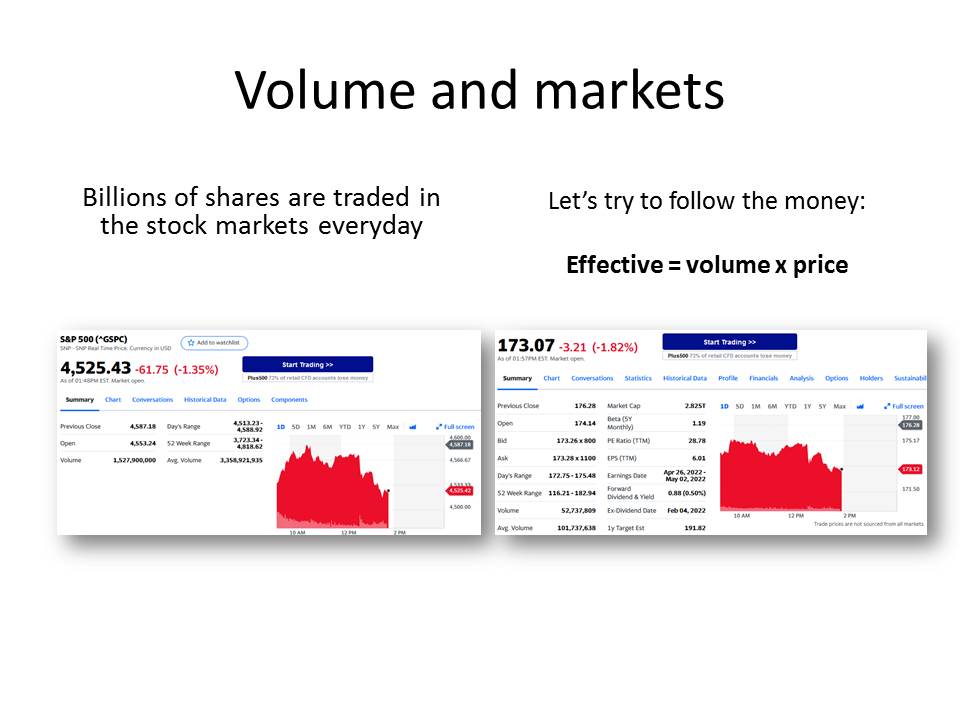 Volume and markets
Billions of shares are traded in
the stock markets everyday
Let’s try to follow the money:
Effective = volume x price
S&P 500 (^GSPC)
SNP - SNP Real Time Price. Currency in USD
Add to watchlist
4,525.43 -61.75 (-1.35%)
As of 01:48PM EST. Market open.
Start Trading >>
Plus500 72% of retail CFD accounts lose money
Summary Chart Conversations Historical Data Options Components
Previous Close 4,587.18 Day's Range 4,513.23 -
4,588.92
Open 4,553.24 52 Week Range 3,723.34 -
4,818.62
Volume 1,527,900,000 Avg. Volume 3,358,921,935
1D 5D 1M 6M YTD 1Y 5Y Max Full screen
4,600.00
4,587.18
4,566.67
4,533.33
4,525.42
4,500.00
10 AM 12 PM 2 PM
173.07 -3.21 (-1.82%)
As of 01:57PM EST. Market open.
Start Trading >>
Plus500 72% of retail CFD accounts lose money
Summary Chart Conversations Statistics Historical Data Profile Financials Analysis Options Holders Sustainabil
Previous Close 176.28 Market Cap 2.825T
Open 174.14 Beta (5Y
Monthly) 1.19
Bid 173.26 x 800 PE Ratio (TTM) 28.78
Ask 173.28 x 1100 EPS (TTM) 6.01
Day's Range 172.75 - 175.48 Earnings Date Apr 26, 2022 -
May 02, 2022
52 Week Range 116.21 - 182.94 Forward
Dividend & Yield 0.88 (0.50%)
Volume 52,737,809 Ex-Dividend Date Feb 04, 2022
Avg. Volume 101,737,638 1y Target Est 191.82
1D 5D 1M 6M YTD 1Y 5Y Max Full screen
177.00
176.28
175.17
173.12
171.50
10 AM 12 PM 2 PM
Trade prices are not sourced from all markets